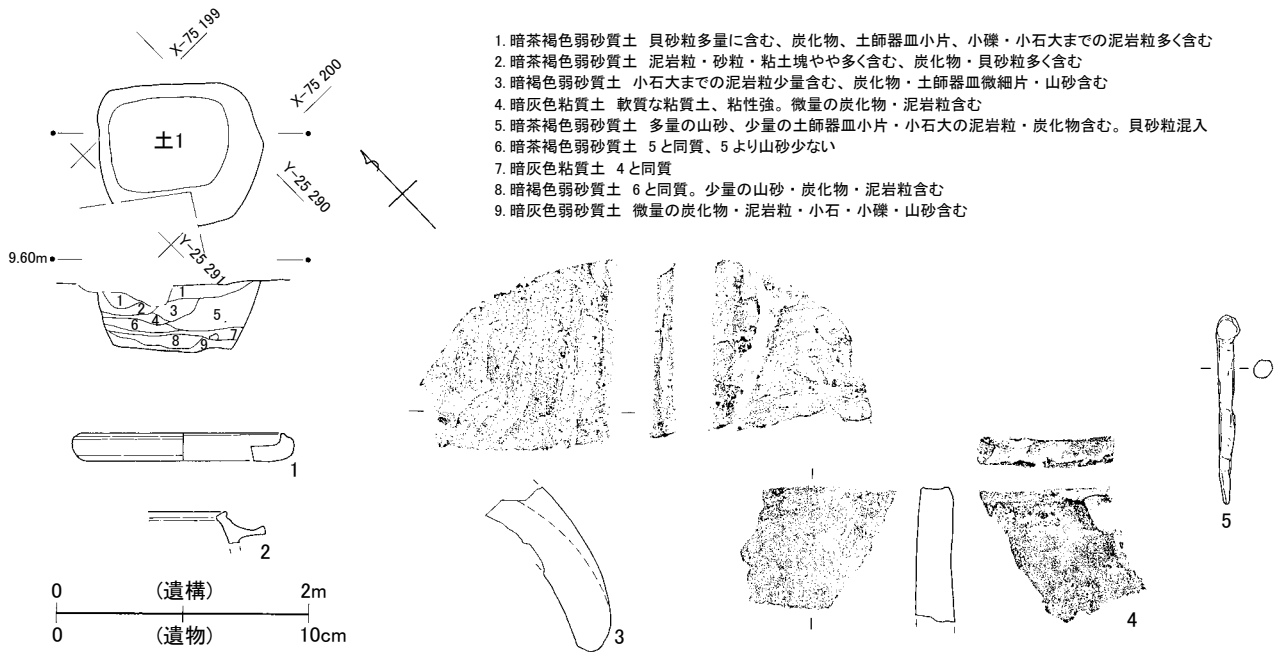 X-75 199
X-75 200
土1
Y-25 290
Y-25 291
9.60m
1
1
2
3
4
5
6
7
8
9
1. 暗茶褐色弱砂質土 貝砂粒多量に含む、炭化物、土師器皿小片、小礫・小石大までの泥岩粒多く含む
2. 暗茶褐色弱砂質土 泥岩粒・砂粒・粘土塊やや多く含む、炭化物・貝砂粒多く含む
3. 暗褐色弱砂質土 小石大までの泥岩粒少量含む、炭化物・土師器皿微細片・山砂含む
4. 暗灰色粘質土 軟質な粘質土、粘性強。微量の炭化物・泥岩粒含む
5. 暗茶褐色弱砂質土 多量の山砂、少量の土師器皿小片・小石大の泥岩粒・炭化物含む。貝砂粒混入
6. 暗茶褐色弱砂質土 5と同質、5より山砂少ない
7. 暗灰色粘質土 4と同質
8. 暗褐色弱砂質土 6と同質。少量の山砂・炭化物・泥岩粒含む
9. 暗灰色弱砂質土 微量の炭化物・泥岩粒・小石・小礫・山砂含む
1
2
3
4
5
0 (遺構) 2m
0 (遺物) 10cm